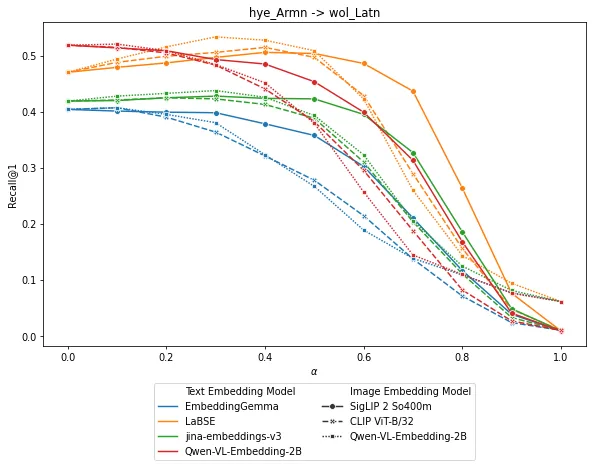 hye_Armn -> wol_Latn
Recall@1
0.5
0.4
0.3
0.2
0.1
0.0
0.0 0.2 0.4 0.6 0.8 1.0
α
Text Embedding Model
EmbeddingGemma
LaBSE
jina-embeddings-v3
Qwen-VL-Embedding-2B
Image Embedding Model
SigLIP 2 So400m
CLIP ViT-B/32
Qwen-VL-Embedding-2B